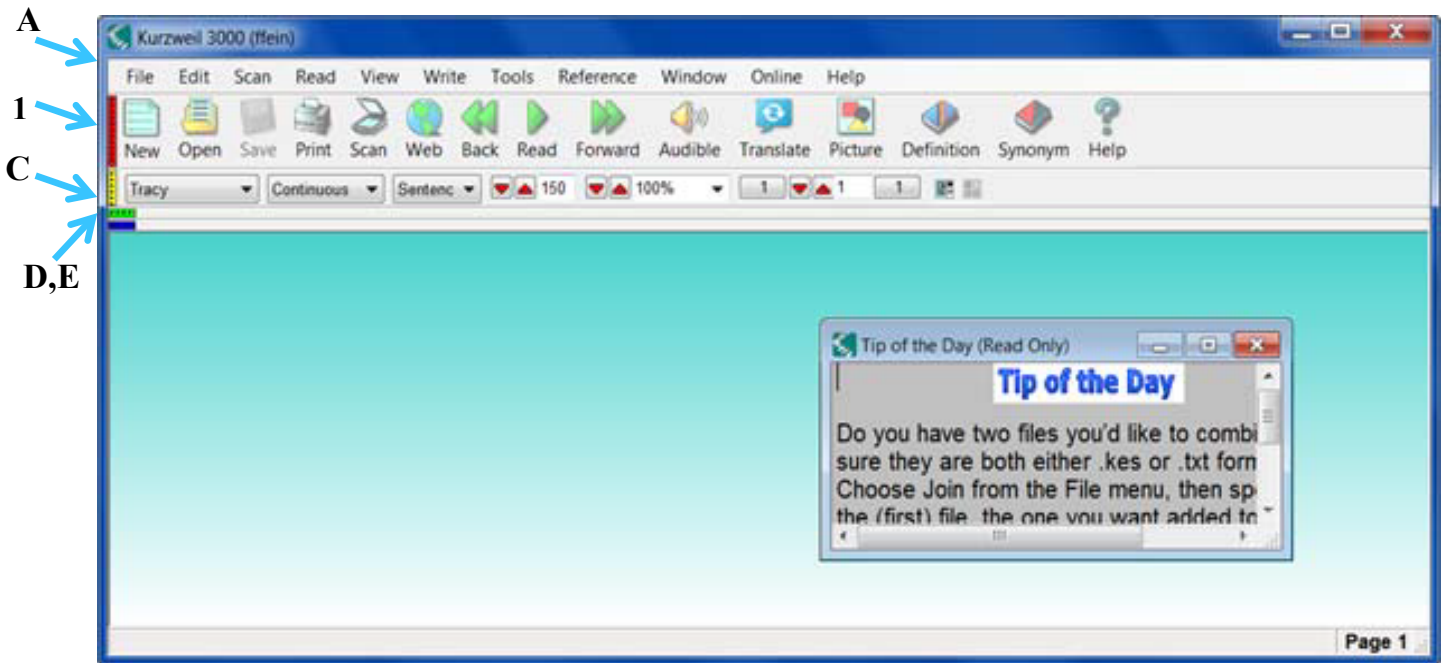 A
Kurzweil 3000 (ffein)
File Edit Scan Read View Write Tools Reference Window Online Help
1
New Open Save Print Scan Web Back Read Forward Audible Translate Picture Definition Synonym Help
C
Tracy Continuous Sentenc 150 100% 1 1 1
D,E
Tip of the Day (Read Only)
Tip of the Day
Do you have two files you'd like to combi
sure they are both either .kes or .txt form
Choose Join from the File menu, then sp
the (first) file, the one you want added to
Page 1